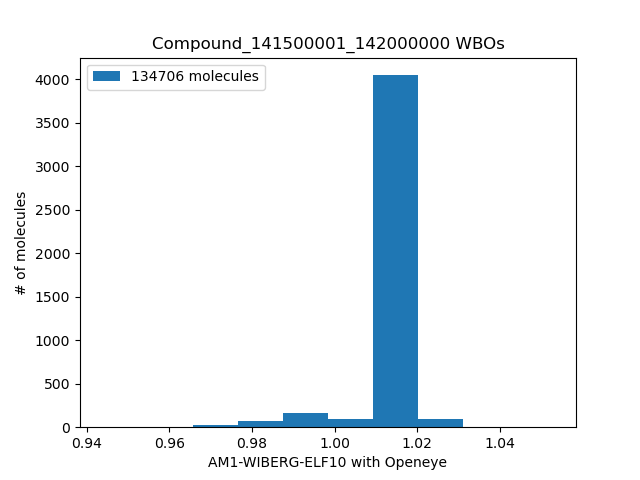 Compound_141500001_142000000 WBOs
134706 molecules
# of molecules
4000
3500
3000
2500
2000
1500
1000
500
0
0.94 0.96 0.98 1.00 1.02 1.04
AM1-WIBERG-ELF10 with Openeye